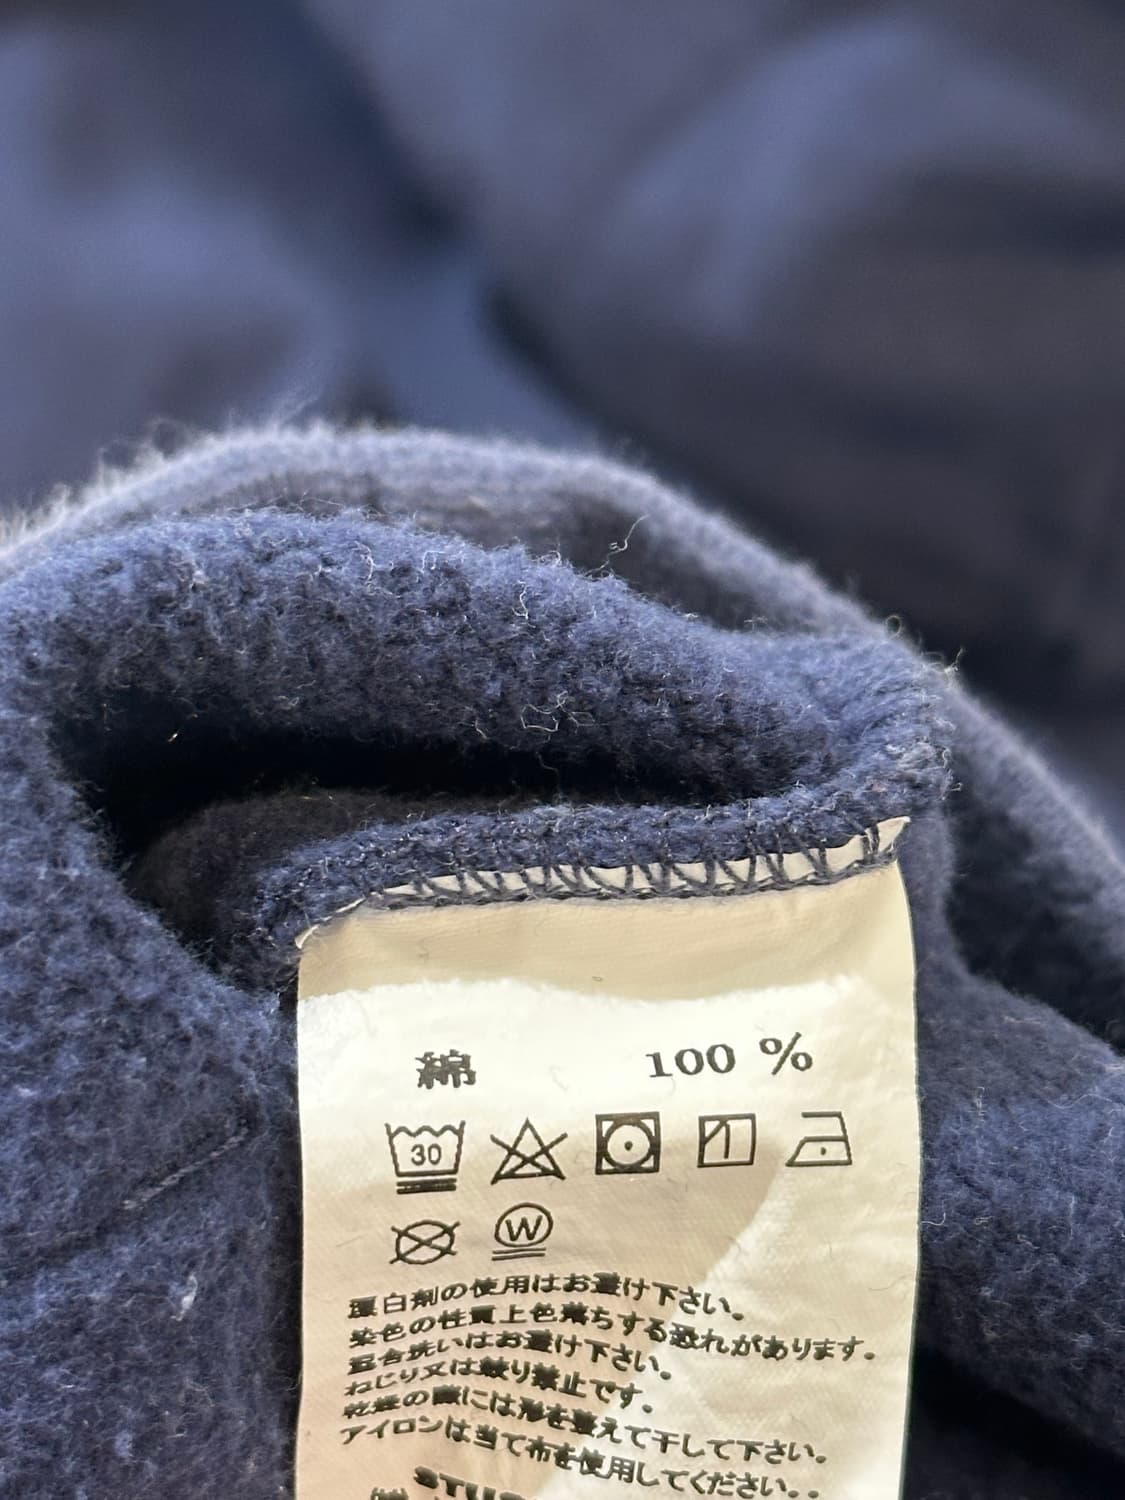 綿 100 %
30
W
漂白剤の使用はお避け下さい。
染色の性質上色落ちする恐れがあります。
混合洗いはお避け下さい。
ねじり又は絞り禁止です。
乾燥の際には形を整えて干して下さい。
アイロンは当て布を使用してください。.